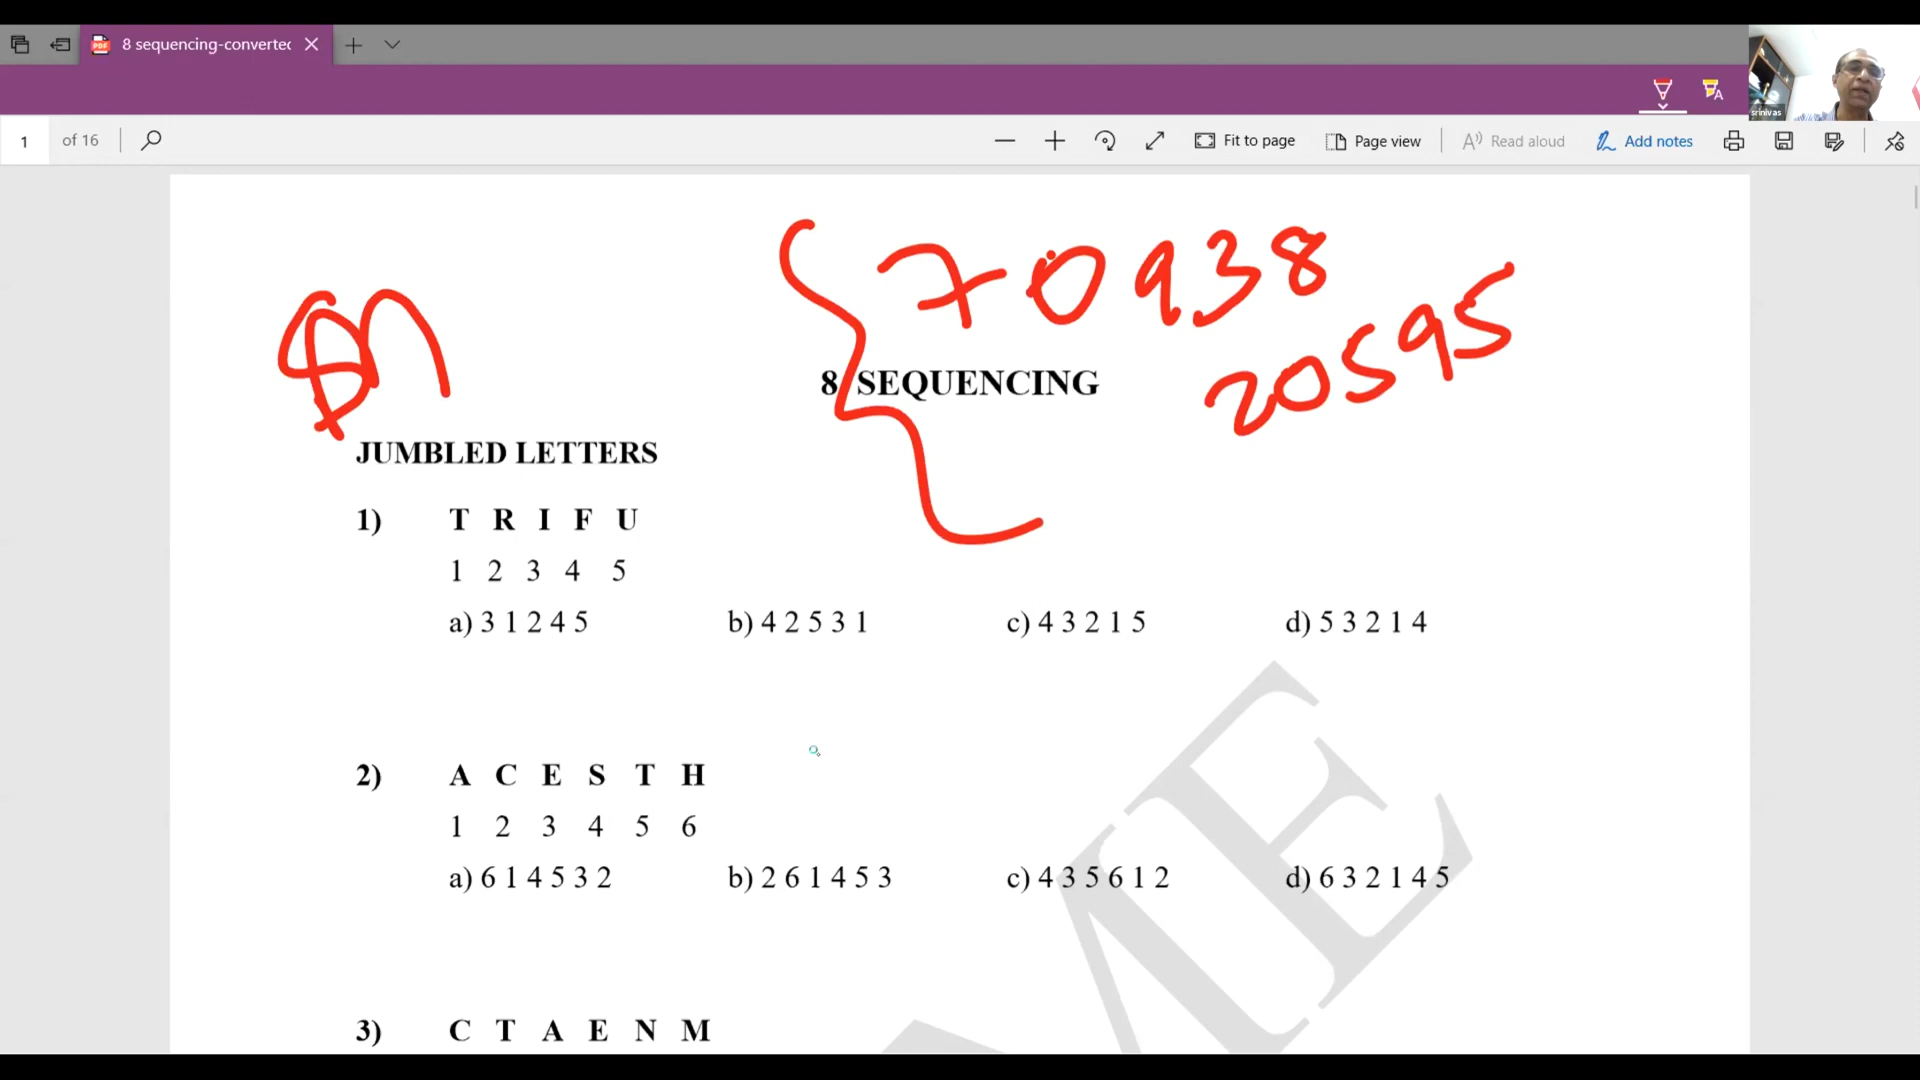 8 sequencing-converted
srinivas
1 of 16
Fit to page
Page view
Read aloud
Add notes
70938
20595
8 SEQUENCING
JUMBLED LETTERS
1) T R I F U
1 2 3 4 5
a) 3 1 2 4 5 b) 4 2 5 3 1 c) 4 3 2 1 5 d) 5 3 2 1 4
2) A C E S T H
1 2 3 4 5 6
a) 6 1 4 5 3 2 b) 2 6 1 4 5 3 c) 4 3 5 6 1 2 d) 6 3 2 1 4 5
3) C T A E N M
ME